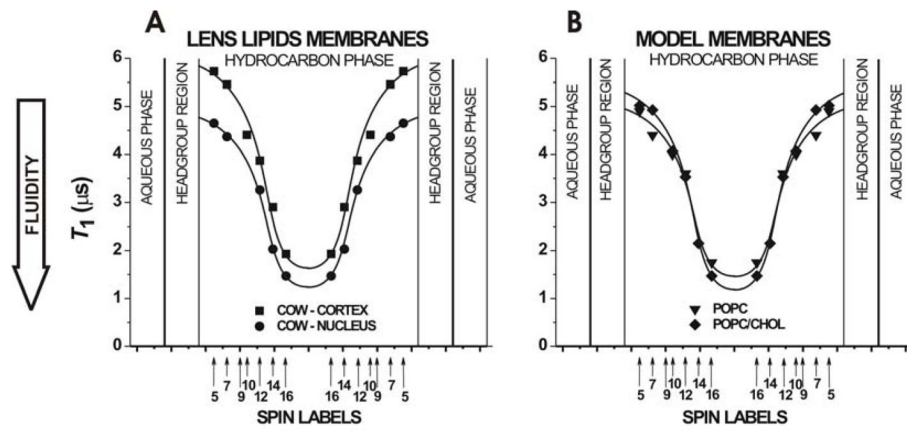 A
LENS LIPIDS MEMBRANES
HYDROCARBON PHASE
AQUEOUS PHASE
HEADGROUP REGION
HEADGROUP REGION
AQUEOUS PHASE
FLUIDITY
T1 (µs)
6
5
4
3
2
1
0
COW - CORTEX
COW - NUCLEUS
5 7 9 10 12 14 16 16 14 12 10 9 7 5
SPIN LABELS
B
MODEL MEMBRANES
HYDROCARBON PHASE
AQUEOUS PHASE
HEADGROUP REGION
HEADGROUP REGION
AQUEOUS PHASE
6
5
4
3
2
1
0
POPC
POPC/CHOL
5 7 9 10 12 14 16 16 14 12 10 9 7 5
SPIN LABELS